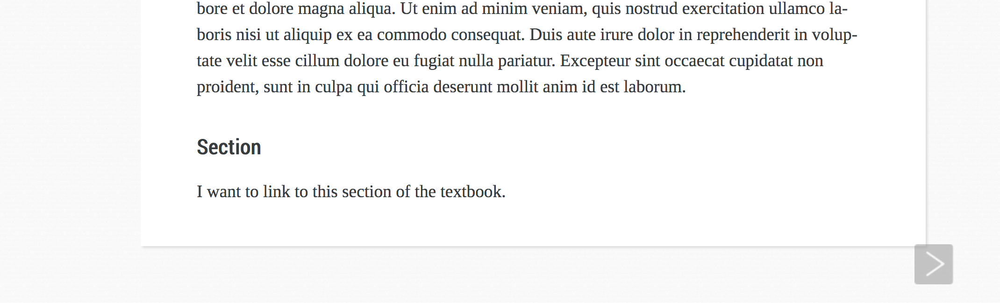 bore et dolore magna aliqua. Ut enim ad minim veniam, quis nostrud exercitation ullamco la-
boris nisi ut aliquip ex ea commodo consequat. Duis aute irure dolor in reprehenderit in volup-
tate velit esse cillum dolore eu fugiat nulla pariatur. Excepteur sint occaecat cupidatat non
proident, sunt in culpa qui officia deserunt mollit anim id est laborum.
Section
I want to link to this section of the textbook.